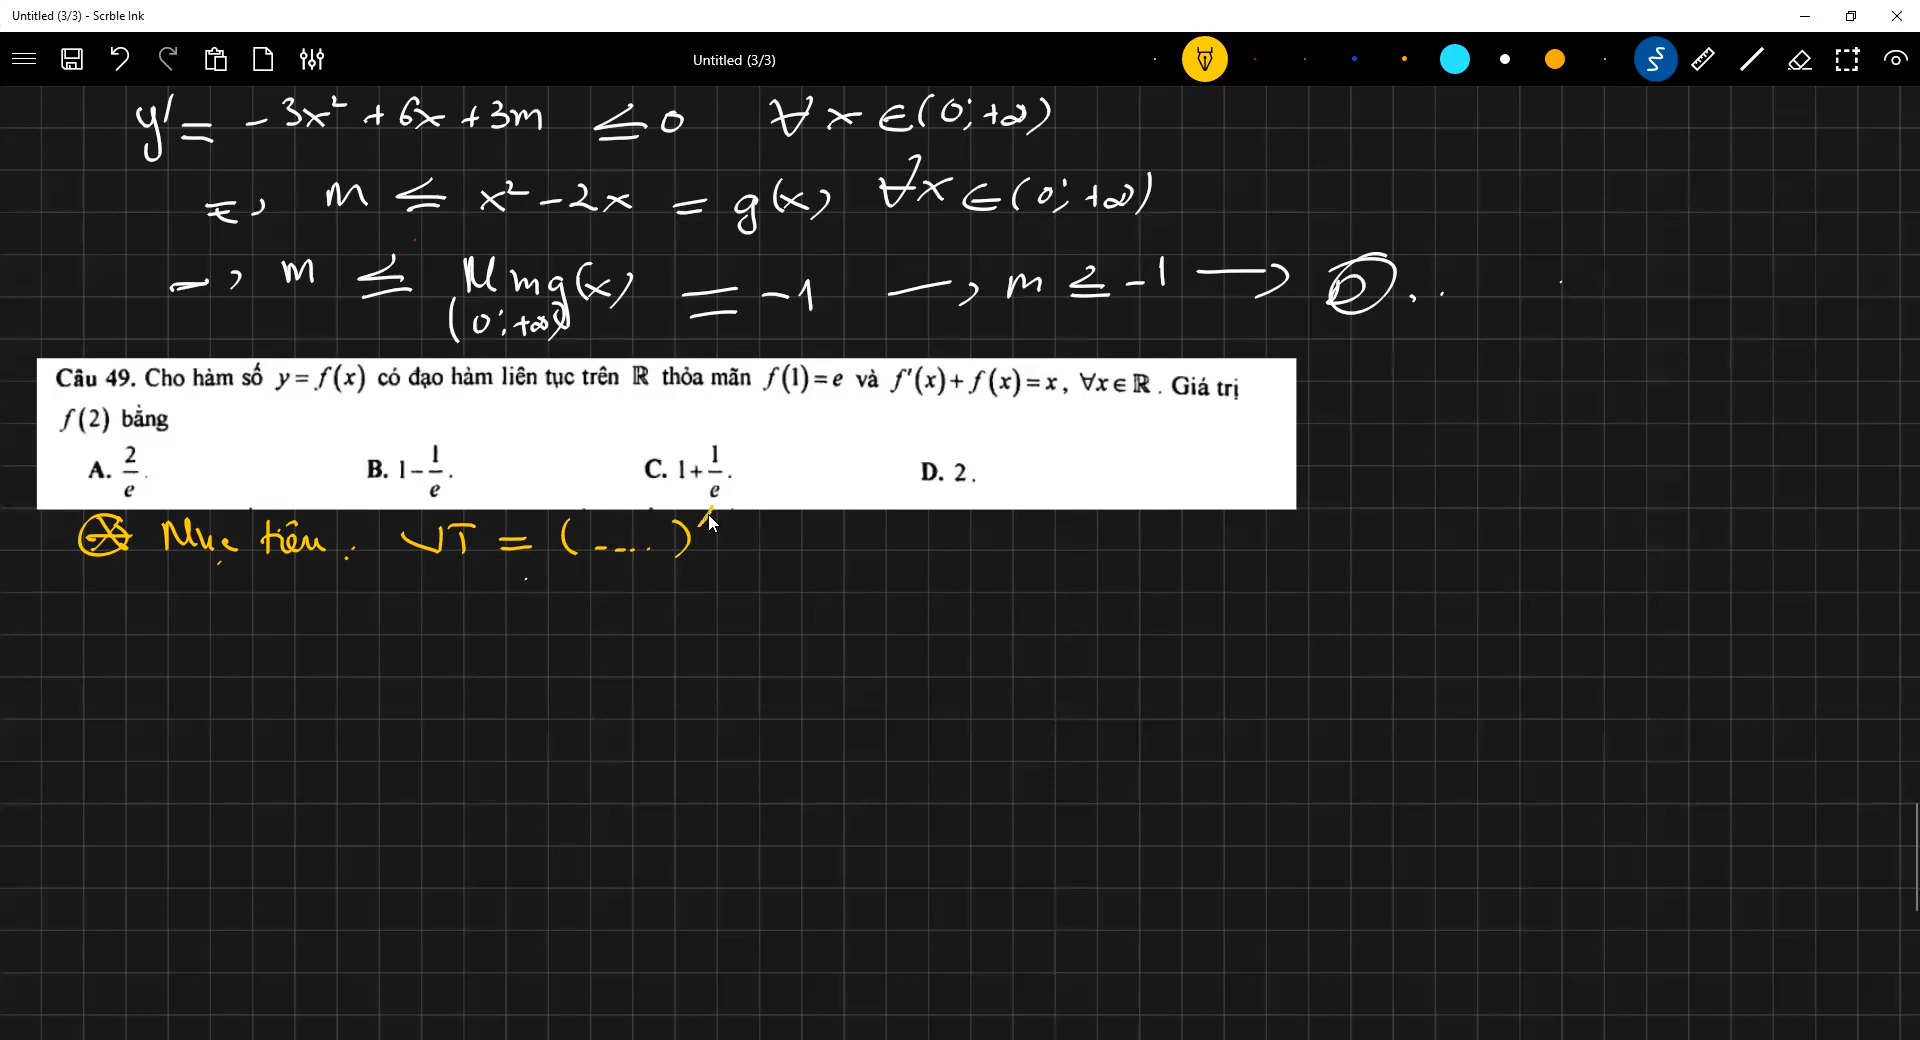 Untitled (3/3) - Scrble Ink
Untitled (3/3)
y' = -3x² + 6x + 3m ≤ 0 ∀x ∈ (0; +∞)
=> m ≤ x² - 2x = g(x) ∀x ∈ (0; +∞)
→ m ≤ Min g(x) = -1 → m ≤ -1 → D
(0; +∞)
Câu 49. Cho hàm số y = f(x) có đạo hàm liên tục trên ℝ thỏa mãn f(1) = e và f'(x) + f(x) = x, ∀x ∈ ℝ. Giá trị
f(2) bằng
A. 2/e. B. 1 - 1/e. C. 1 + 1/e. D. 2.
Mục tiêu: VT = (....)'